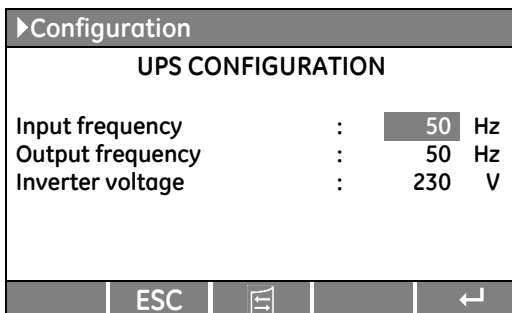 Configuration
UPS CONFIGURATION
Input frequency : 50 Hz
Output frequency : 50 Hz
Inverter voltage : 230 V
ESC